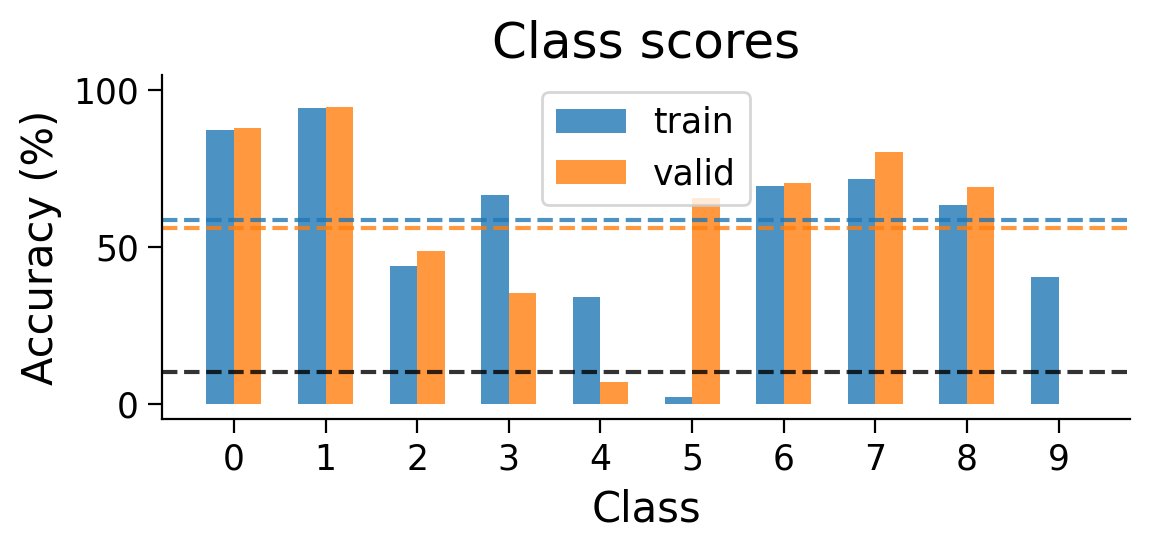 Class scores
Accuracy (%)
100
50
0
train
valid
0 1 2 3 4 5 6 7 8 9
Class